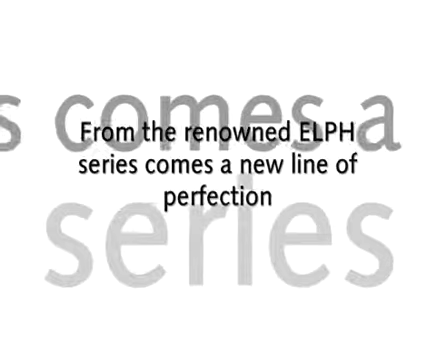 s comes a
From the renowned ELPH
series comes a new line of
perfection
series